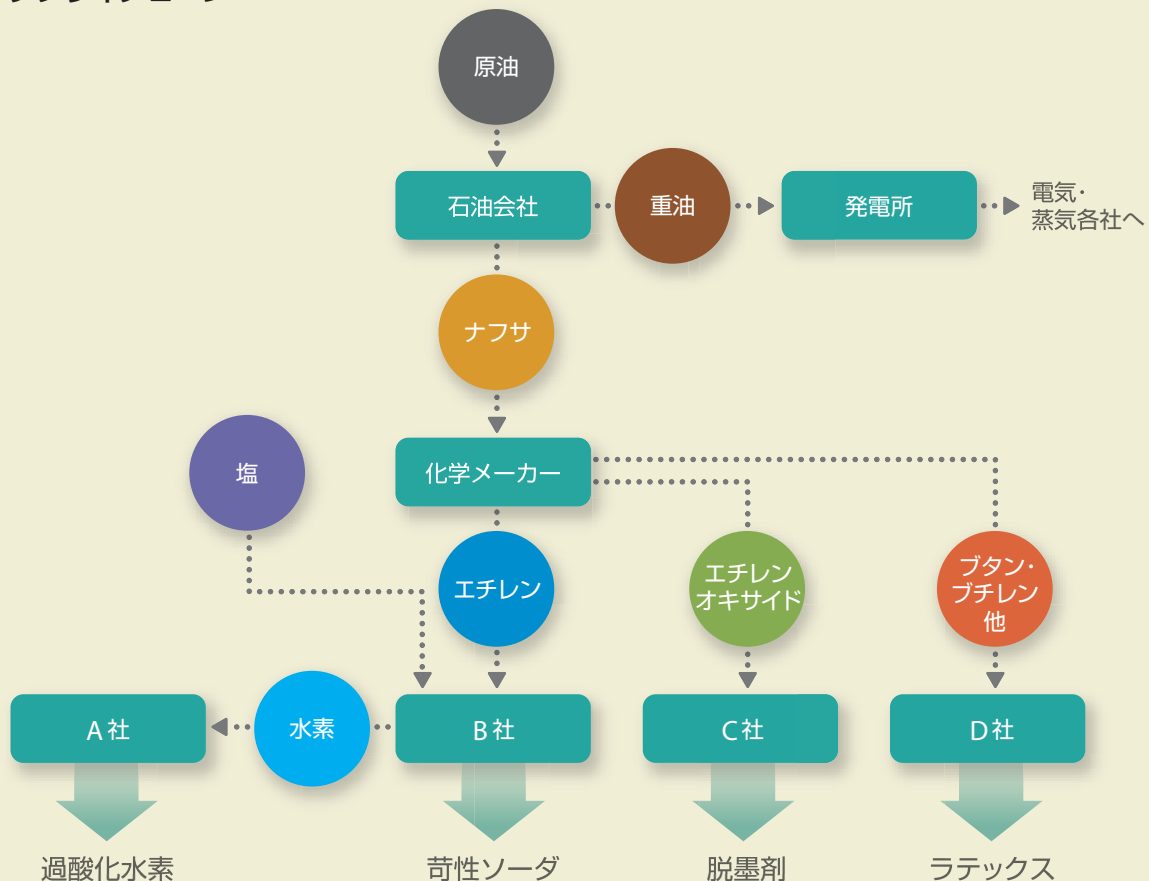 原油
石油会社
重油
発電所
電気・
蒸気各社へ
ナフサ
塩
化学メーカー
エチレン
エチレン
オキサイド
ブタン・
ブチレン
他
A社
水素
B社
C社
D社
過酸化水素
苛性ソーダ
脱墨剤
ラテックス